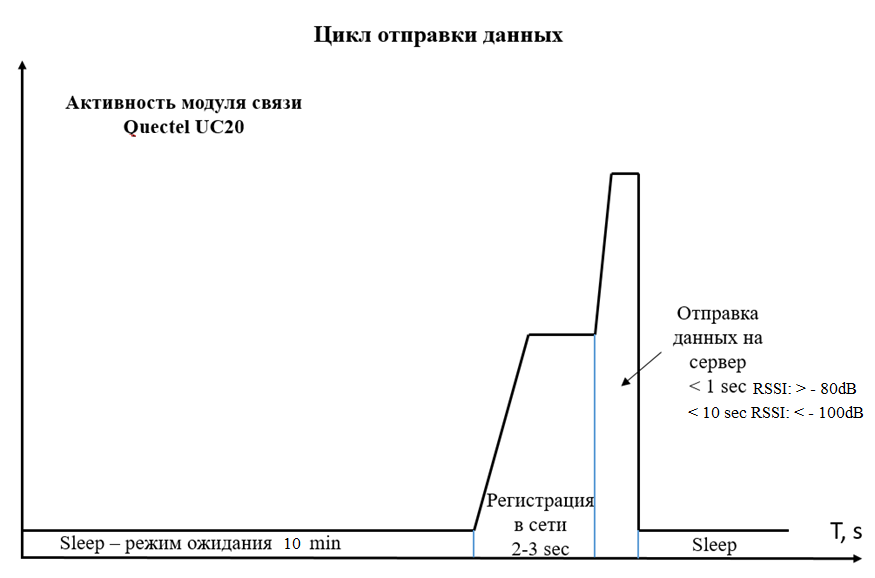 Цикл отправки данных
Активность модуля связи
Quectel UC20
Отправка
данных на
сервер
< 1 sec RSSI: > - 80dB
< 10 sec RSSI: < - 100dB
Регистрация
в сети
2-3 sec
Sleep – режим ожидания 10 min
Sleep
T, s